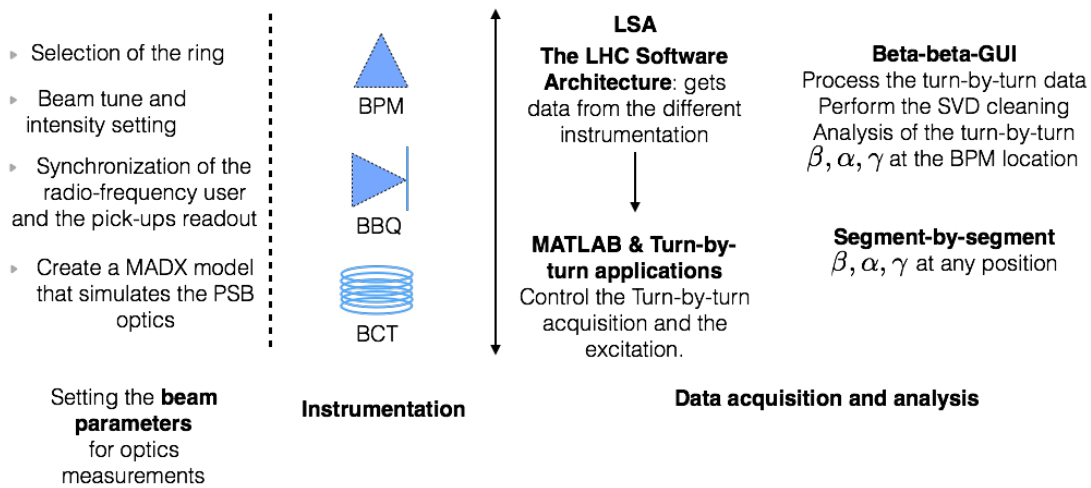 Selection of the ring
Beam tune and
intensity setting
Synchronization of the
radio-frequency user
and the pick-ups readout
Create a MADX model
that simulates the PSB
optics
Setting the beam
parameters
for optics
measurements
BPM
BBQ
BCT
Instrumentation
LSA
The LHC Software
Architecture: gets
data from the different
instrumentation
MATLAB & Turn-by-
turn applications
Control the Turn-by-turn
acquisition and the
excitation.
Beta-beta-GUI
Process the turn-by-turn data
Perform the SVD cleaning
Analysis of the turn-by-turn
β, α, γ at the BPM location
Segment-by-segment
β, α, γ at any position
Data acquisition and analysis